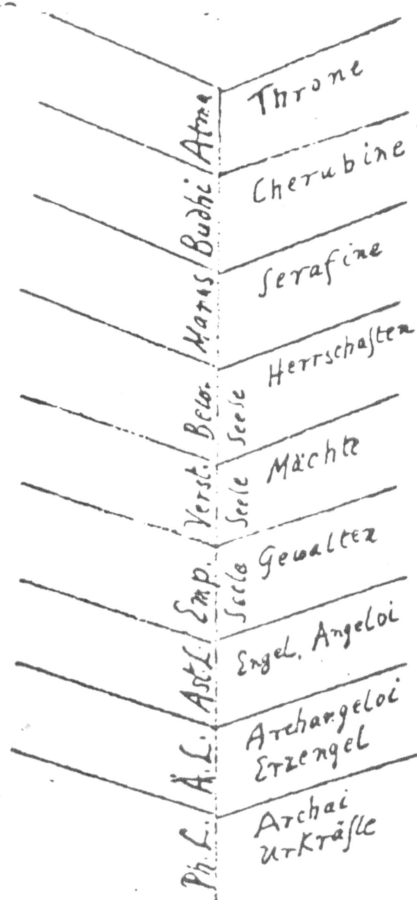 Atma
Throne
Budhi
Cherubine
Manas
Serafine
Bew.
Seele
Herrschaften
Verst.
Seele
Mächte
Emp.
Seele
Gewalten
Ast. L.
Engel. Angeloi
Ä. L.
Archangeloi
Erzengel
Ph. L.
Archai
Urkräfte